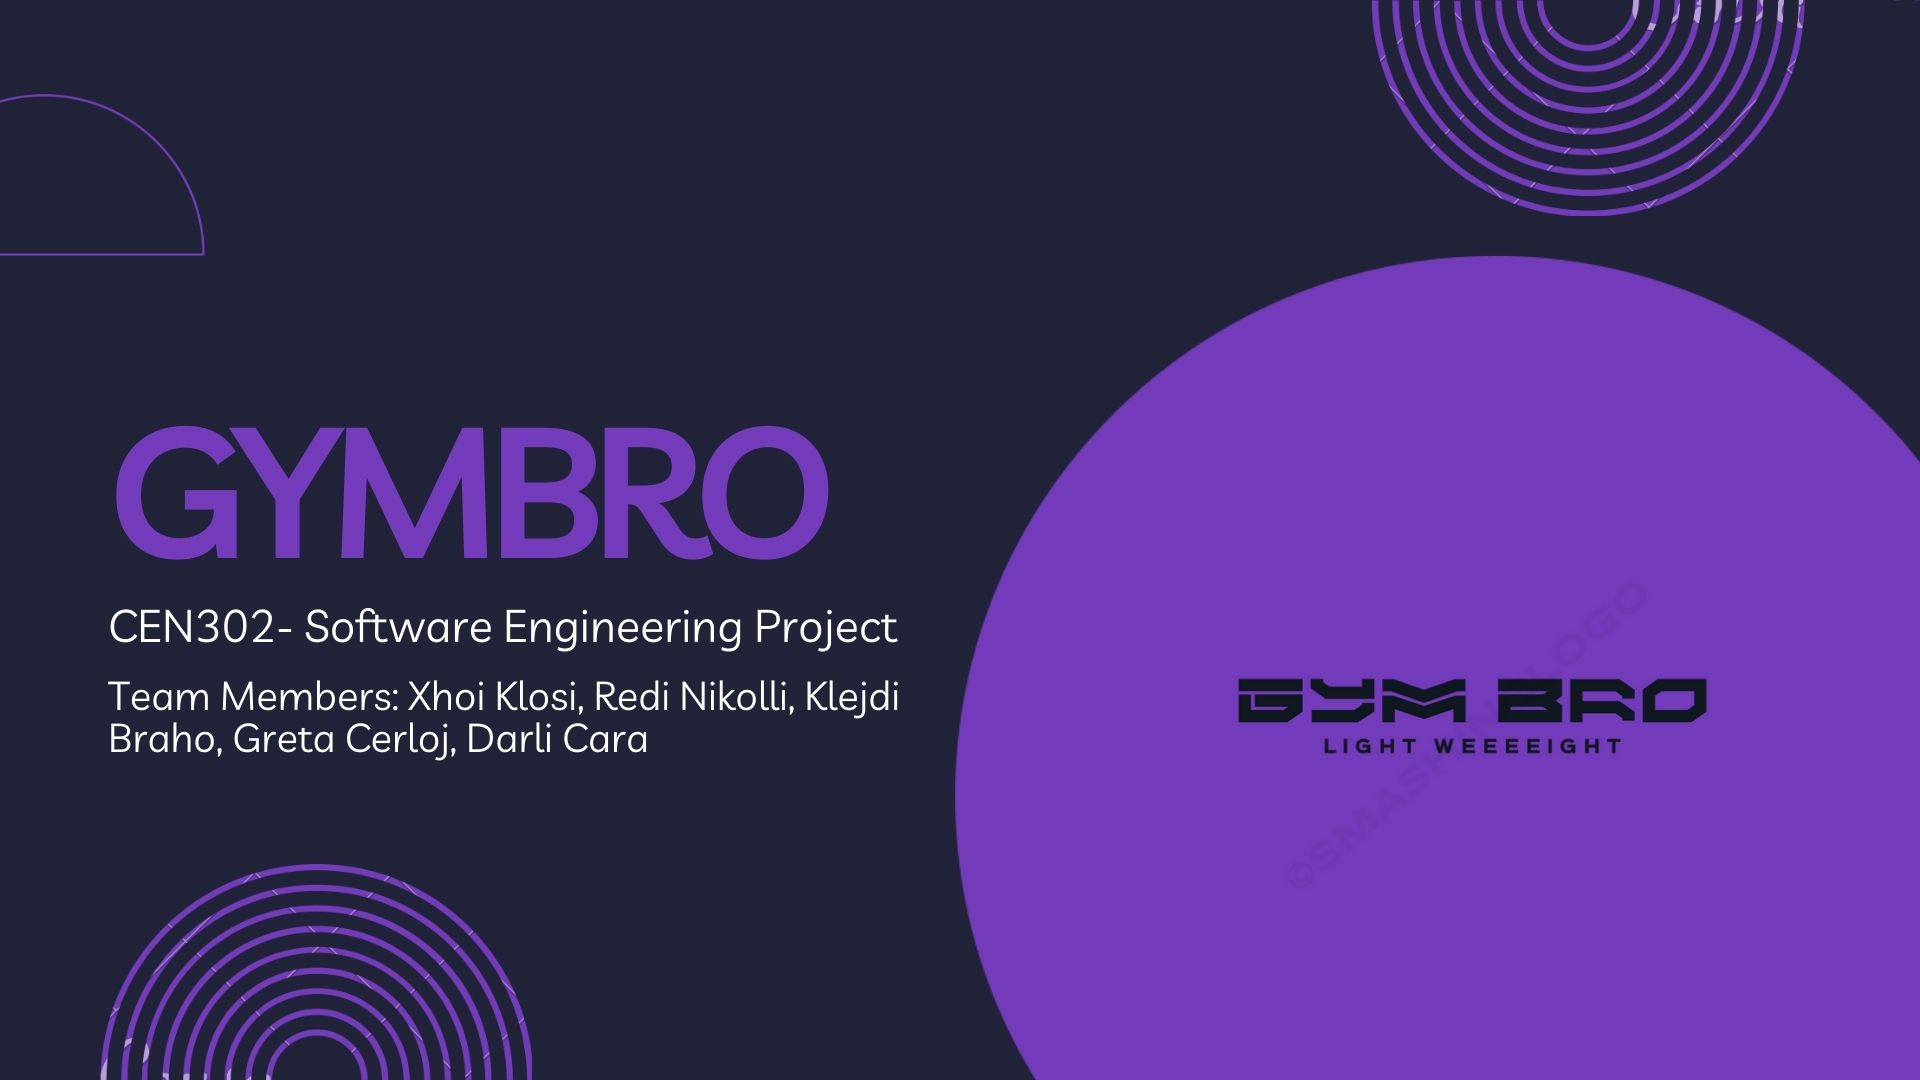 GYMBRO
CEN302- Software Engineering Project
Team Members: Xhoi Klosi, Redi Nikolli, Klejdi
Braho, Greta Cerloj, Darli Cara
GYM BRO
LIGHT WEEEEIGHT
©SMASHINLOGO